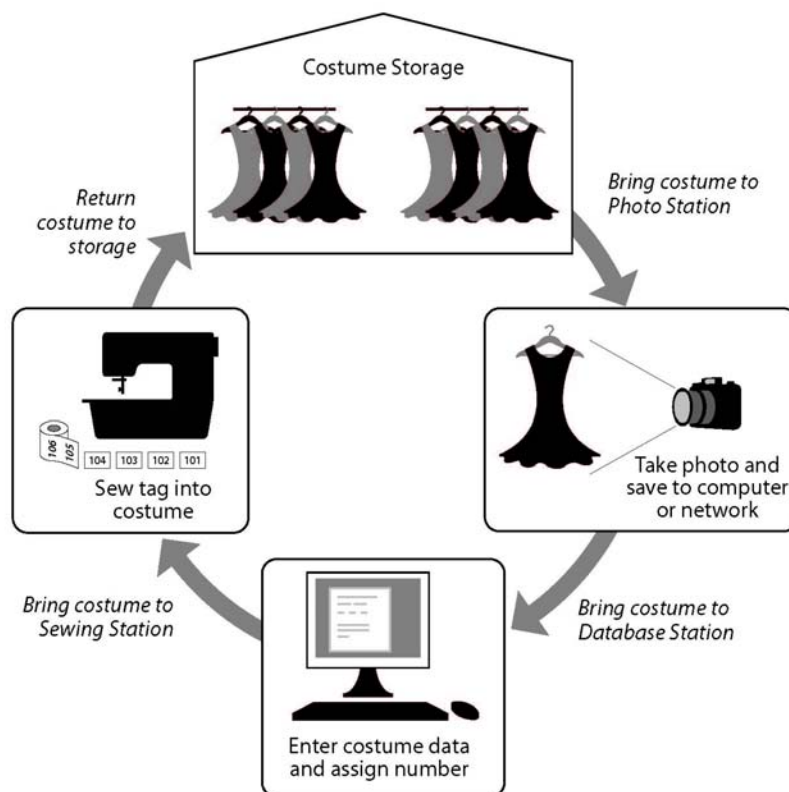 Costume Storage
Bring costume to
Photo Station
Take photo and
save to computer
or network
Bring costume to
Database Station
Enter costume data
and assign number
Bring costume to
Sewing Station
106
105
104 103 102 101
Sew tag into
costume
Return
costume to
storage